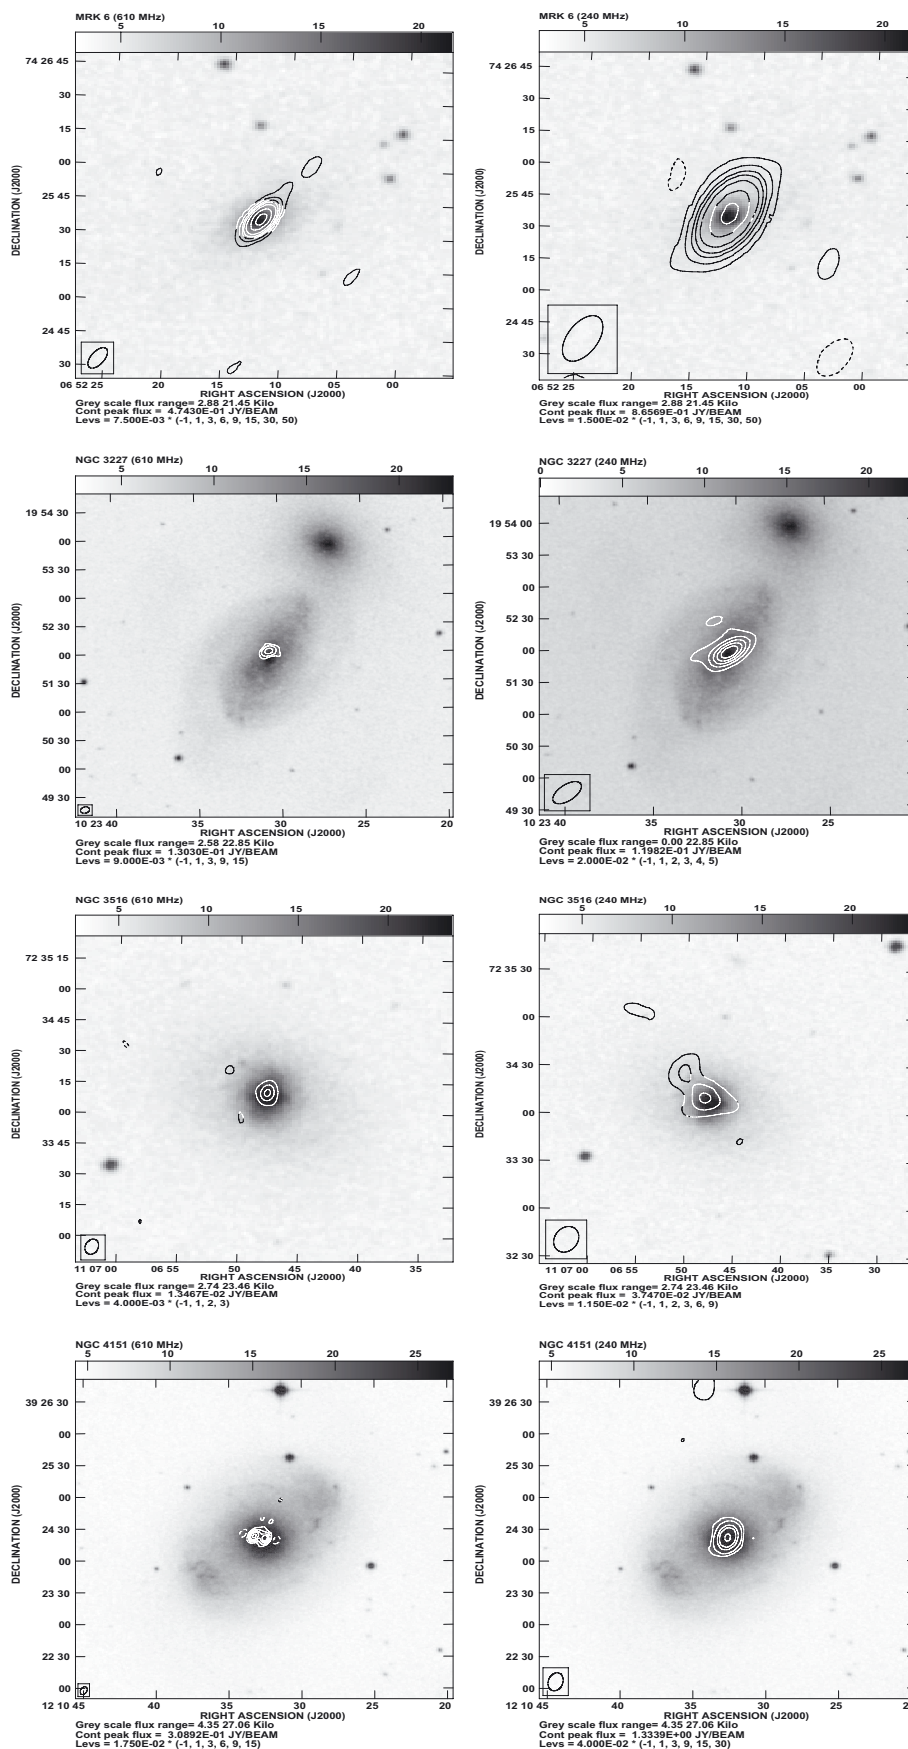 MRK 6 (610 MHz)
5 10 15 20
DECLINATION (J2000)
74 26 45
30
15
00
25 45
30
15
00
24 45
30
06 52 25 20 15 10 05 00
RIGHT ASCENSION (J2000)
Grey scale flux range= 2.88 21.45 Kilo
Cont peak flux = 4.7430E-01 JY/BEAM
Levs = 7.500E-03 * (-1, 1, 3, 6, 9, 15, 30, 50)
MRK 6 (240 MHz)
5 10 15 20
DECLINATION (J2000)
74 26 45
30
15
00
25 45
30
15
00
24 45
30
06 52 25 20 15 10 05 00
RIGHT ASCENSION (J2000)
Grey scale flux range= 2.88 21.45 Kilo
Cont peak flux = 8.6569E-01 JY/BEAM
Levs = 1.500E-02 * (-1, 1, 3, 6, 9, 15, 30, 50)
NGC 3227 (610 MHz)
5 10 15 20
DECLINATION (J2000)
19 54 30
00
53 30
00
52 30
00
51 30
00
50 30
00
49 30
10 23 40 35 30 25 20
RIGHT ASCENSION (J2000)
Grey scale flux range= 2.58 22.85 Kilo
Cont peak flux = 1.3030E-01 JY/BEAM
Levs = 9.000E-03 * (-1, 1, 3, 9, 15)
NGC 3227 (240 MHz)
0 5 10 15 20
DECLINATION (J2000)
19 54 00
53 30
00
52 30
00
51 30
00
50 30
00
49 30
10 23 40 35 30 25
RIGHT ASCENSION (J2000)
Grey scale flux range= 0.00 22.85 Kilo
Cont peak flux = 1.1982E-01 JY/BEAM
Levs = 2.000E-02 * (-1, 1, 2, 3, 4, 5)
NGC 3516 (610 MHz)
5 10 15 20
DECLINATION (J2000)
72 35 15
00
34 45
30
15
00
33 45
30
15
00
11 07 00 06 55 50 45 40 35
RIGHT ASCENSION (J2000)
Grey scale flux range= 2.74 23.46 Kilo
Cont peak flux = 1.3467E-02 JY/BEAM
Levs = 4.000E-03 * (-1, 1, 2, 3)
NGC 3516 (240 MHz)
5 10 15 20
DECLINATION (J2000)
72 35 30
00
34 30
00
33 30
00
32 30
11 07 00 06 55 50 45 40 35 30
RIGHT ASCENSION (J2000)
Grey scale flux range= 2.74 23.46 Kilo
Cont peak flux = 3.7470E-02 JY/BEAM
Levs = 1.150E-02 * (-1, 1, 2, 3, 6, 9)
NGC 4151 (610 MHz)
5 10 15 20 25
DECLINATION (J2000)
39 26 30
00
25 30
00
24 30
00
23 30
00
22 30
00
12 10 45 40 35 30 25 20
RIGHT ASCENSION (J2000)
Grey scale flux range= 4.35 27.06 Kilo
Cont peak flux = 3.0892E-01 JY/BEAM
Levs = 1.750E-02 * (-1, 1, 3, 6, 9, 15)
NGC 4151 (240 MHz)
5 10 15 20 25
DECLINATION (J2000)
39 26 30
00
25 30
00
24 30
00
23 30
00
22 30
00
12 10 45 40 35 30 25
RIGHT ASCENSION (J2000)
Grey scale flux range= 4.35 27.06 Kilo
Cont peak flux = 1.3339E+00 JY/BEAM
Levs = 4.000E-02 * (-1, 1, 3, 9, 15, 30)